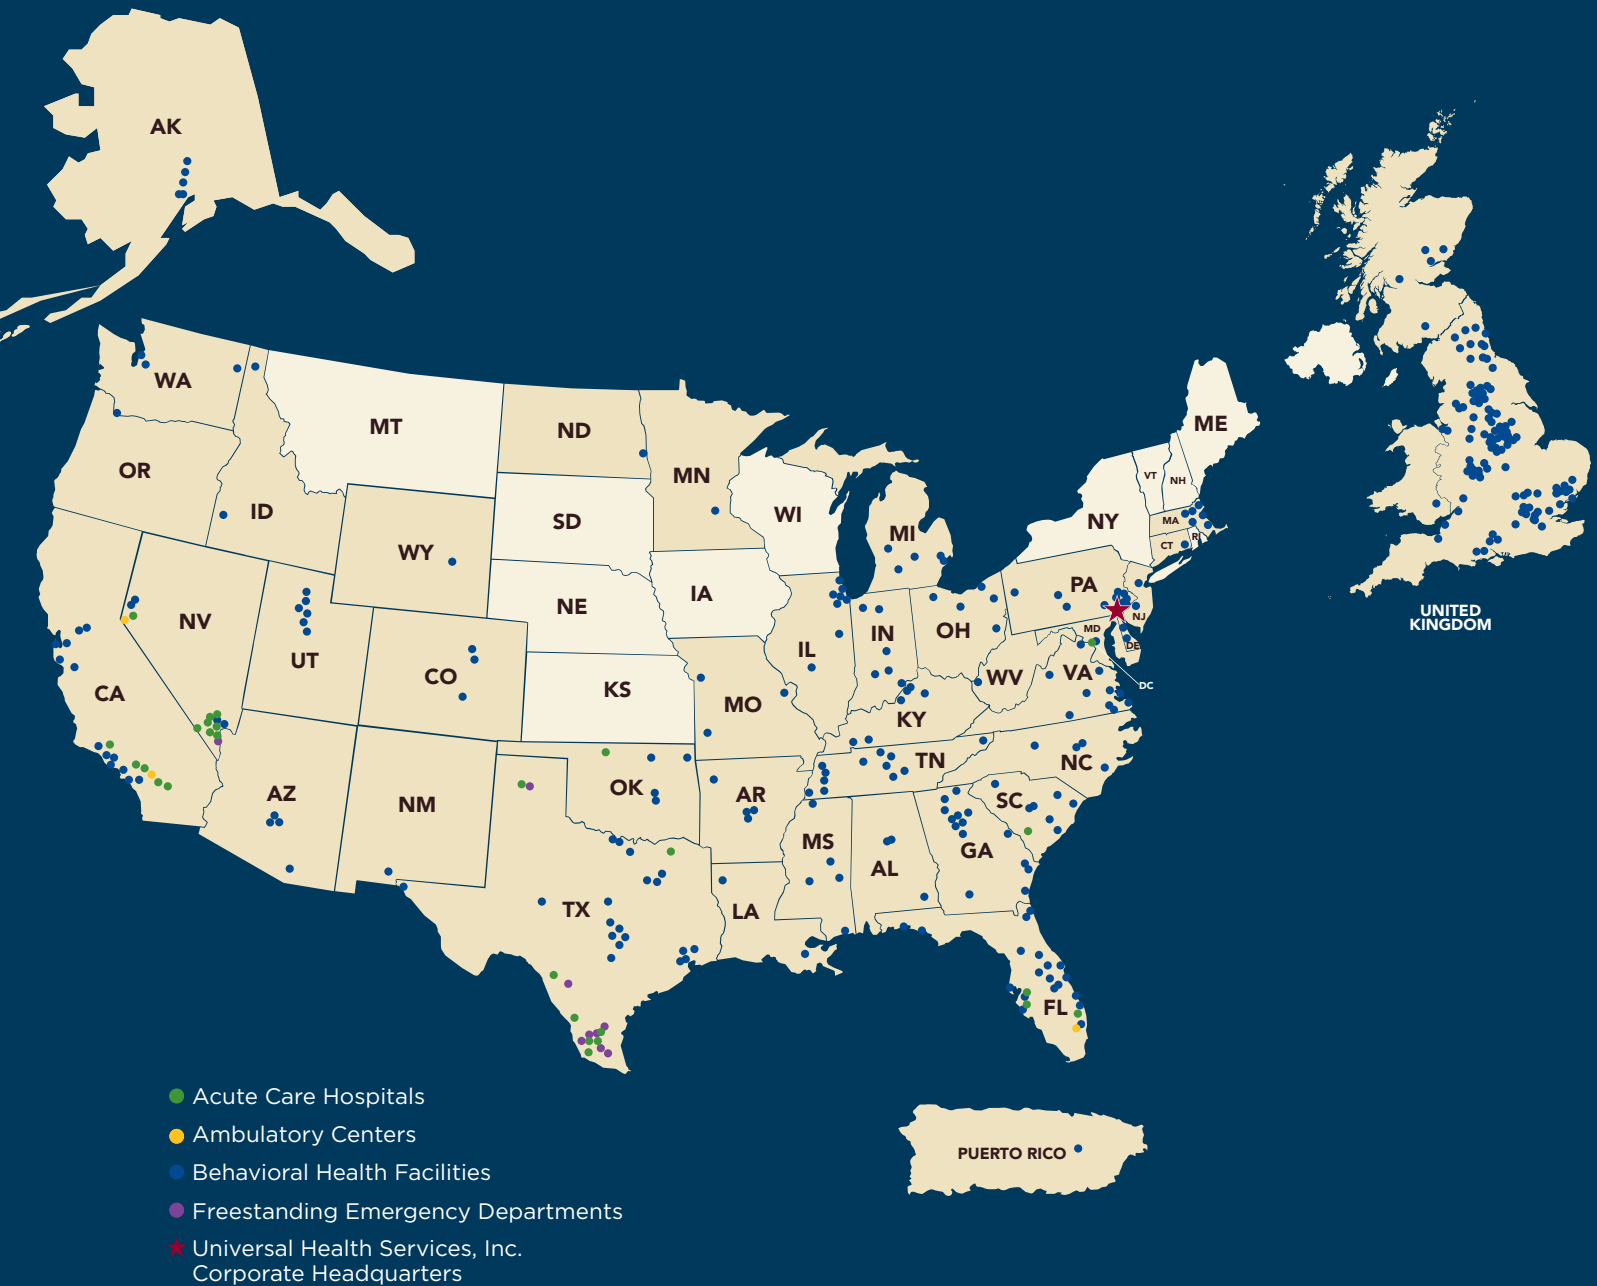 AK
WA
MT
ND
MN
ME
VT
NH
OR
ID
SD
WI
MI
NY
MA
RI
CT
WY
IA
PA
NE
NV
NJ
MD
IN
OH
DE
UT
IL
CO
WV
VA
DC
CA
KS
MO
KY
TN
NC
AZ
NM
OK
AR
SC
MS
AL
GA
TX
LA
FL
UNITED
KINGDOM
PUERTO RICO
Acute Care Hospitals
Ambulatory Centers
Behavioral Health Facilities
Freestanding Emergency Departments
Universal Health Services, Inc.
Corporate Headquarters